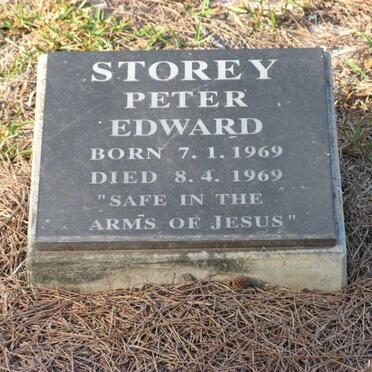 STOREY
PETER
EDWARD
BORN 7.1.1969
DIED 8.4.1969
"SAFE IN THE
ARMS OF JESUS"